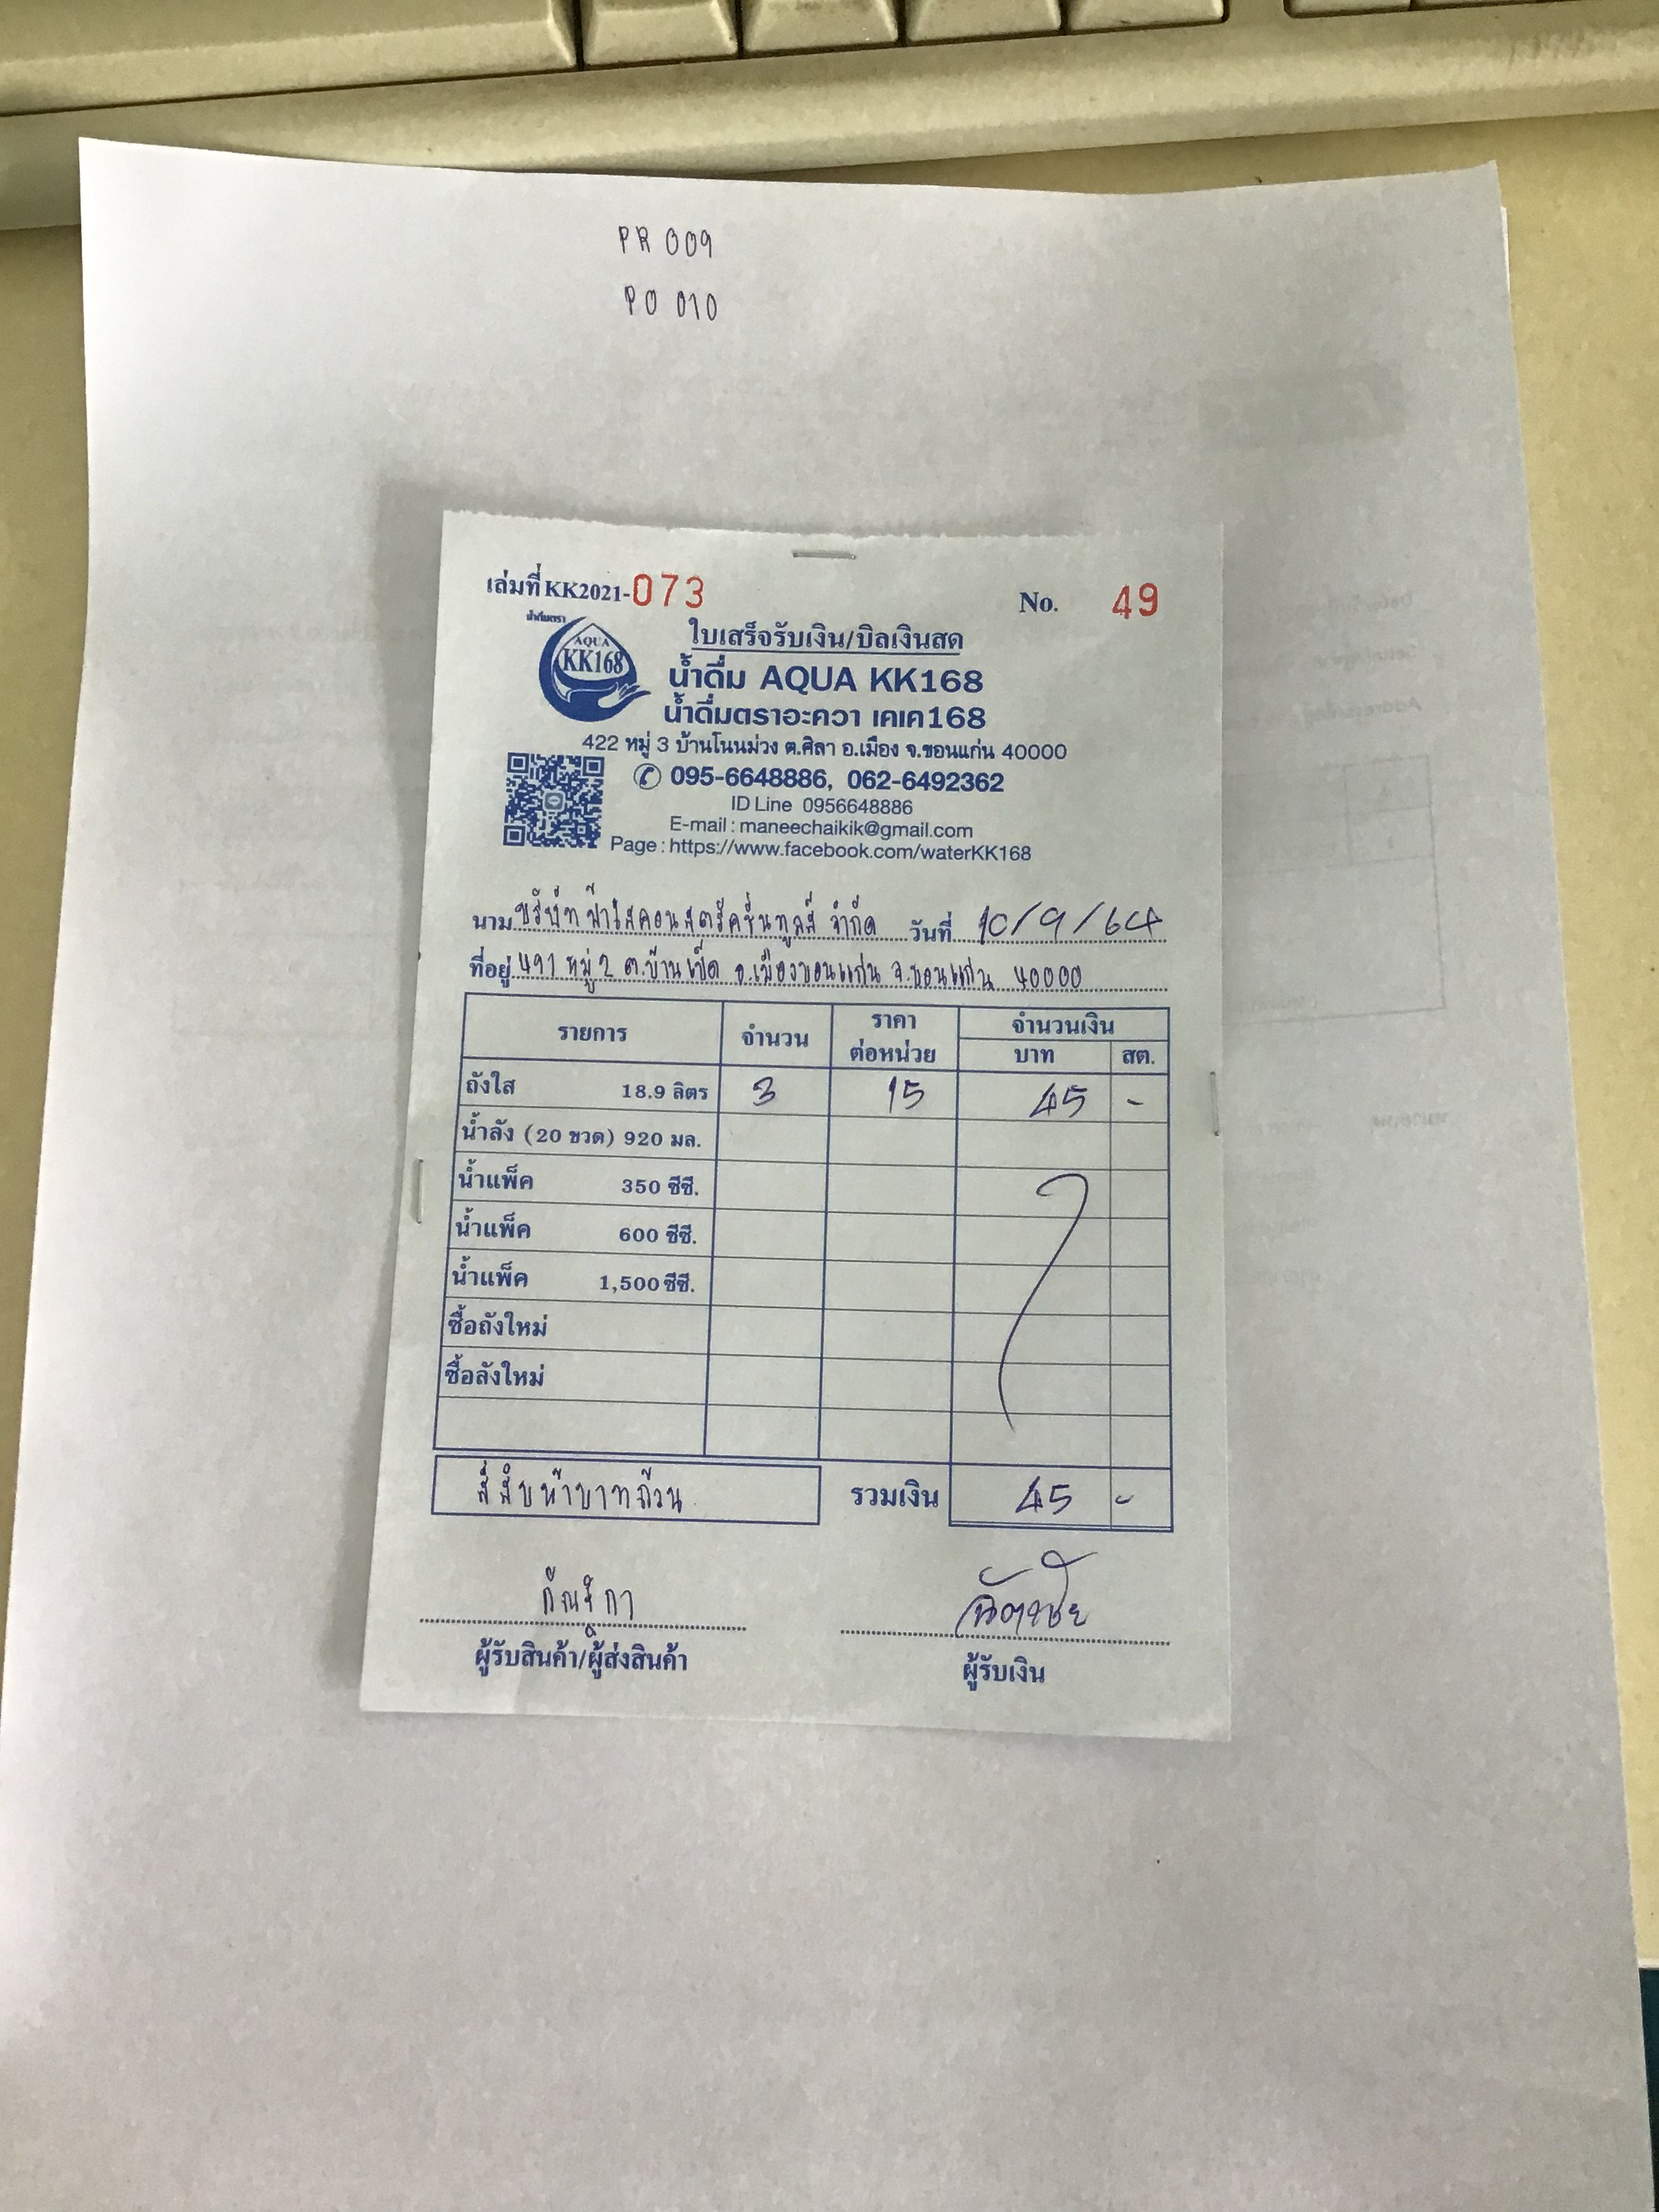 PR 009
PO 010
เล่มที่ KK2021-073 No. 49
ใบเสร็จรับเงิน/บิลเงินสด
AQUA
KK168
น้ำดื่ม AQUA KK168
น้ำดื่มตราอะควา เคเค168
422 หมู่ 3 บ้านโนนม่วง ต.ศิลา อ.เมือง จ.ขอนแก่น 40000
095-6648886, 062-6492362
ID Line 0956648886
E-mail : maneechaikik@gmail.com
Page : https://www.facebook.com/waterKK168
นาม บริษัท จำกัด วันที่ 10/9/64
ที่อยู่ หมู่ 2 ต.บ้านเป็ด อ.เมืองขอนแก่น จ.ขอนแก่น 40000
รายการ จำนวน ราคาต่อหน่วย จำนวนเงิน
บาท สต.
ถังใส 18.9 ลิตร 3 15 45 -
น้ำลัง (20 ขวด) 920 มล.
น้ำแพ็ค 350 ซีซี.
น้ำแพ็ค 600 ซีซี.
น้ำแพ็ค 1,500 ซีซี.
ซื้อถังใหม่
ซื้อลังใหม่
สี่สิบห้าบาทถ้วน รวมเงิน 45 -
กัณริกา
ผู้รับสินค้า/ผู้ส่งสินค้า ผู้รับเงิน